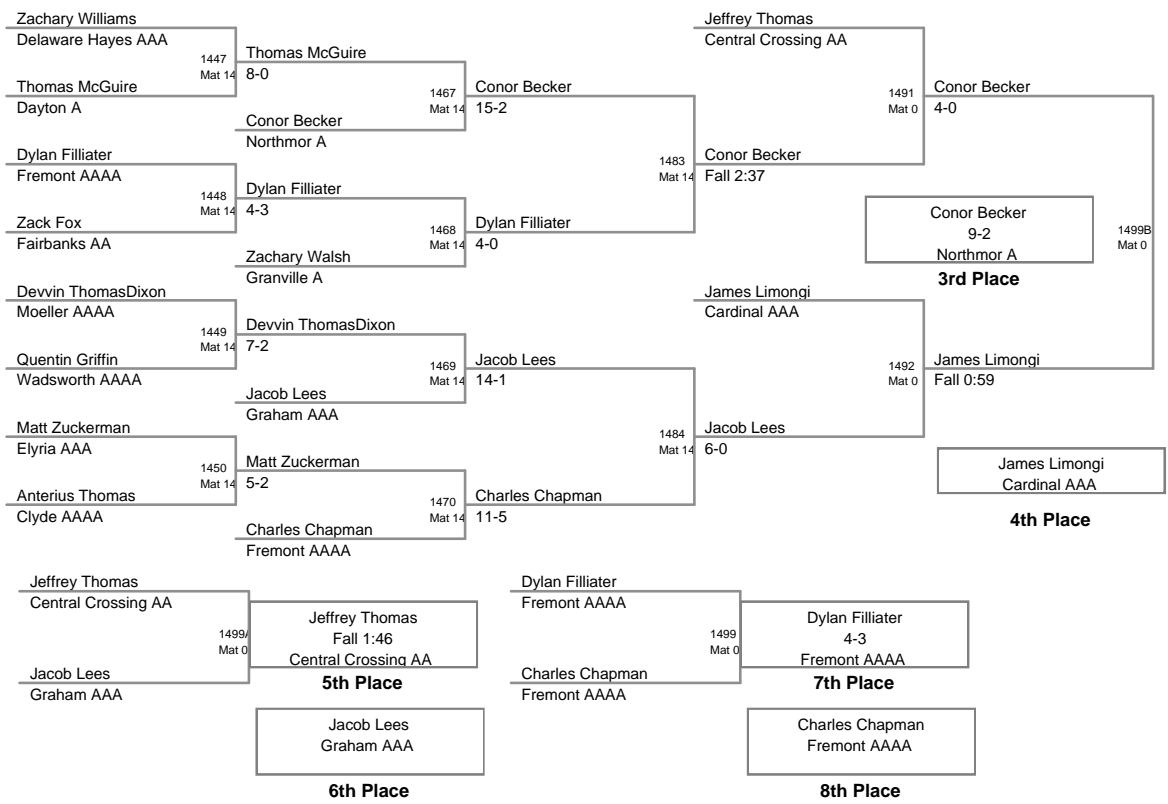 Zachary Williams
Delaware Hayes AAA
1447
Mat 14
Thomas McGuire
8-0
Thomas McGuire
Dayton A
1467
Mat 14
Conor Becker
15-2
Conor Becker
Northmor A
Dylan Filliater
Fremont AAAA
1448
Mat 14
Dylan Filliater
4-3
Zack Fox
Fairbanks AA
1468
Mat 14
Dylan Filliater
4-0
Zachary Walsh
Granville A
1483
Mat 14
Conor Becker
Fall 2:37
Devvin ThomasDixon
Moeller AAAA
1449
Mat 14
Devvin ThomasDixon
7-2
Quentin Griffin
Wadsworth AAAA
1469
Mat 14
Jacob Lees
14-1
Jacob Lees
Graham AAA
Matt Zuckerman
Elyria AAA
1450
Mat 14
Matt Zuckerman
5-2
Anterius Thomas
Clyde AAAA
1470
Mat 14
Charles Chapman
11-5
Charles Chapman
Fremont AAAA
1484
Mat 14
Jacob Lees
6-0
Jeffrey Thomas
Central Crossing AA
1491
Mat 0
Conor Becker
4-0
James Limongi
Cardinal AAA
1492
Mat 0
James Limongi
Fall 0:59
1499B
Mat 0
Conor Becker
9-2
Northmor A
3rd Place
James Limongi
Cardinal AAA
4th Place
Jeffrey Thomas
Central Crossing AA
1499A
Mat 0
Jacob Lees
Graham AAA
Jeffrey Thomas
Fall 1:46
Central Crossing AA
5th Place
Jacob Lees
Graham AAA
6th Place
Dylan Filliater
Fremont AAAA
1499
Mat 0
Charles Chapman
Fremont AAAA
Dylan Filliater
4-3
Fremont AAAA
7th Place
Charles Chapman
Fremont AAAA
8th Place